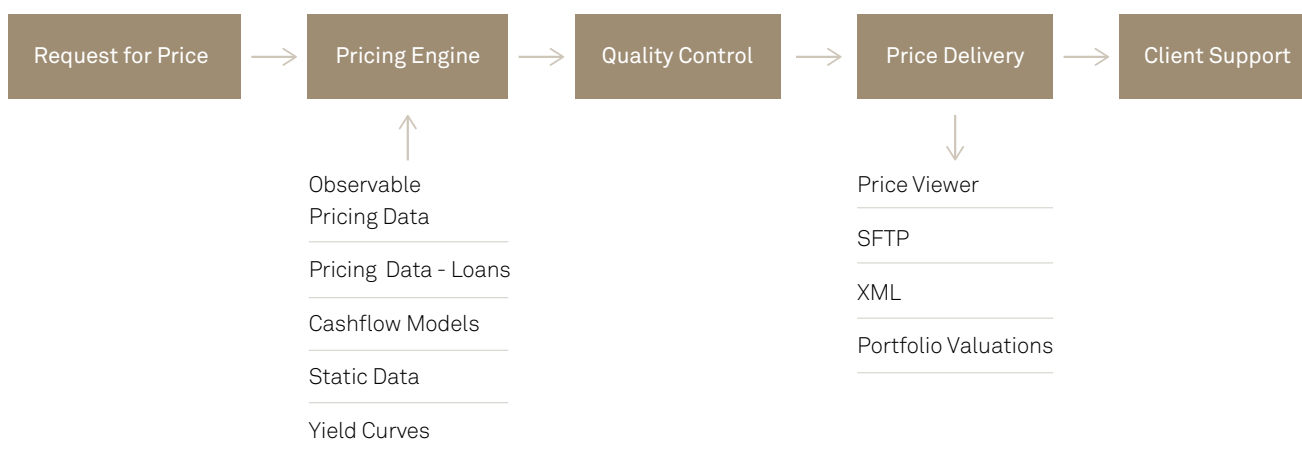 Request for Price
Pricing Engine
Quality Control
Price Delivery
Client Support
Observable
Pricing Data
Pricing Data - Loans
Cashflow Models
Static Data
Yield Curves
Price Viewer
SFTP
XML
Portfolio Valuations